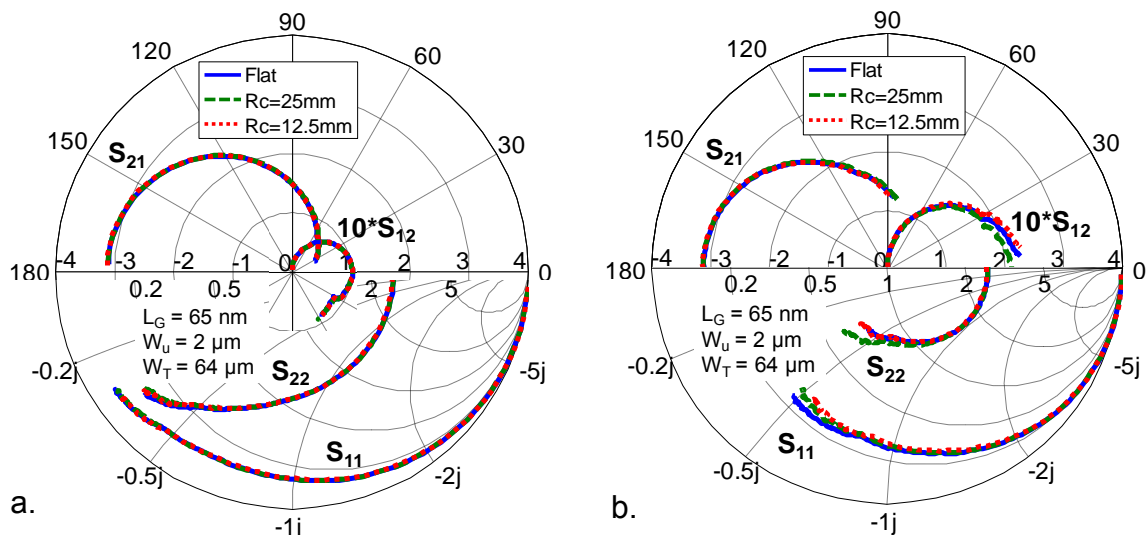 90
120
60
Flat
Rc=25mm
Rc=12.5mm
150
30
S21
10*S12
180
-4 -3 -2 -1 0 1 2 3 4
0
0.2 0.5 1 2 5
LG = 65 nm
Wu = 2 µm
WT = 64 µm
S22
S11
-0.2j
-0.5j
-1j
-2j
-5j
a.
90
120
60
Flat
Rc=25mm
Rc=12.5mm
150
30
S21
10*S12
180
-4 -3 -2 -1 0 1 2 3 4
0
0.2 0.5 1 2 5
LG = 65 nm
Wu = 2 µm
WT = 64 µm
S22
S11
-0.2j
-0.5j
-1j
-2j
-5j
b.